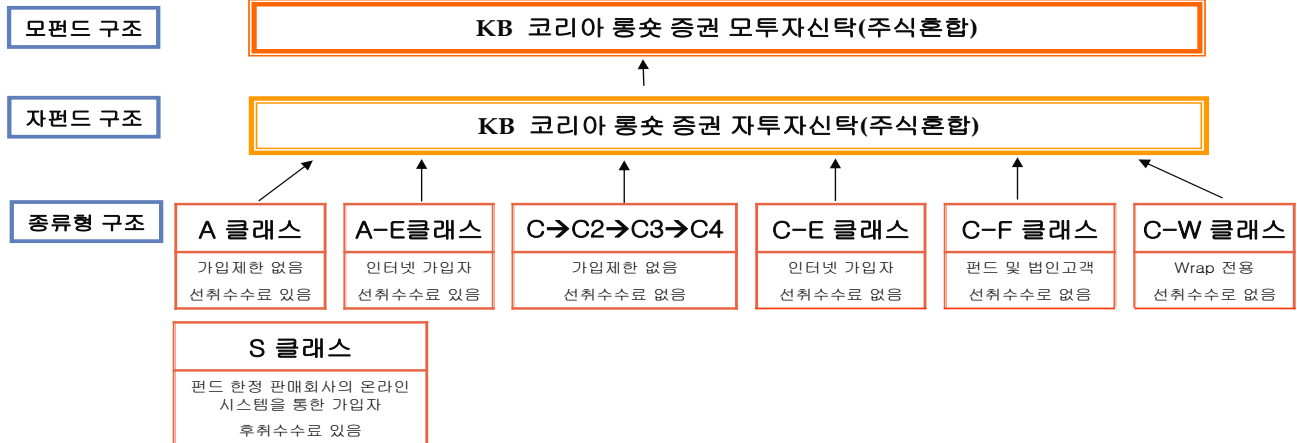 모펀드 구조
KB 코리아 롱숏 증권 모투자신탁(주식혼합)
자펀드 구조
KB 코리아 롱숏 증권 자투자신탁(주식혼합)
종류형 구조
A 클래스
가입제한 없음
선취수수료 있음
A-E클래스
인터넷 가입자
선취수수료 있음
C→C2→C3→C4
가입제한 없음
선취수수료 없음
C-E 클래스
인터넷 가입자
선취수수료 없음
C-F 클래스
펀드 및 법인고객
선취수수로 없음
C-W 클래스
Wrap 전용
선취수수로 없음
S 클래스
펀드 한정 판매회사의 온라인
시스템을 통한 가입자
후취수수료 있음